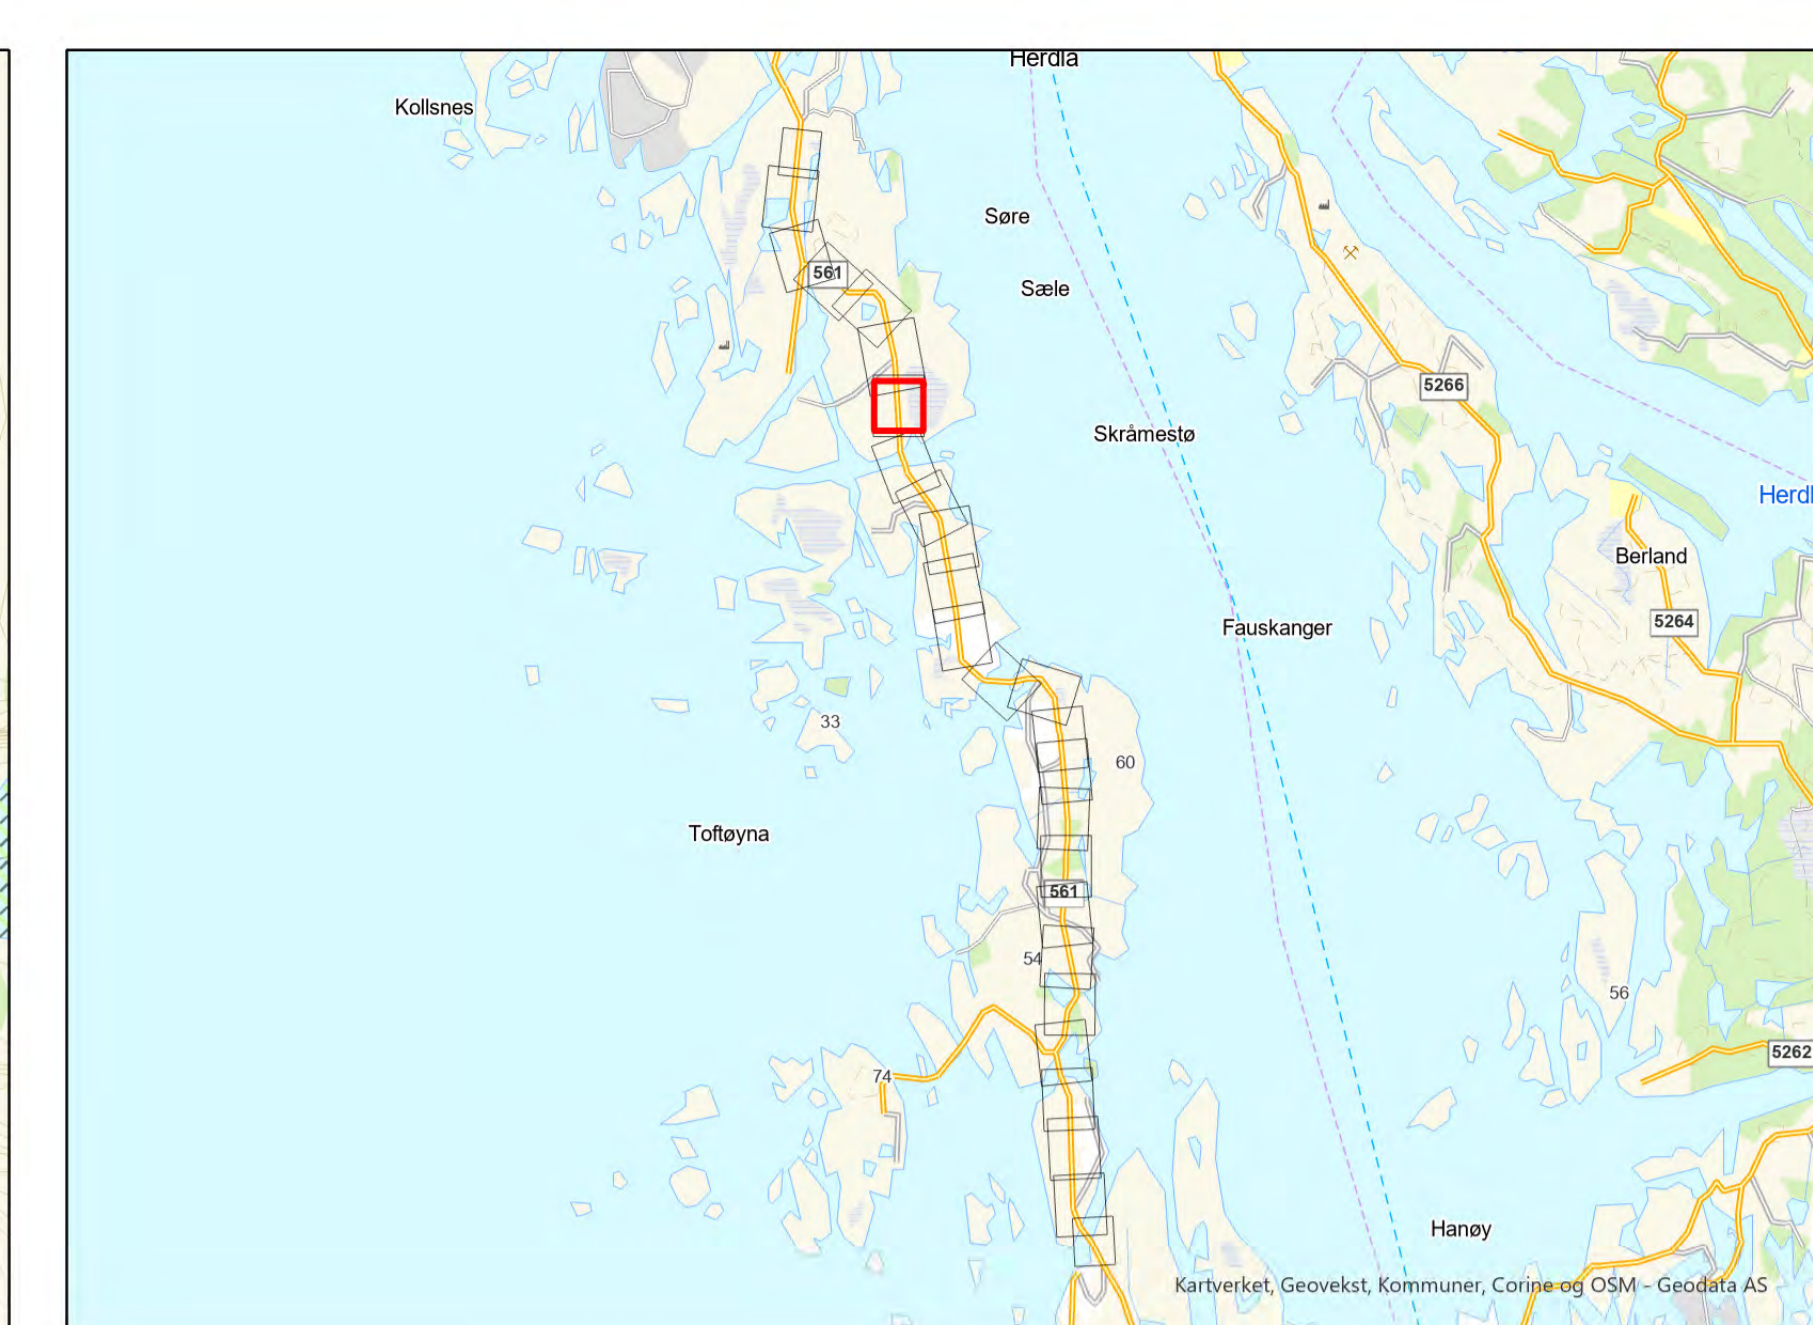 Herdla
Kollsnes
Søre
561
Sæle
5266
Skråmestø
Herdl
Berland
5264
Fauskanger
33
60
Toftøyna
561
54
56
5262
74
Hanøy
Kartverket, Geovekst, Kommuner, Corine og OSM - Geodata AS